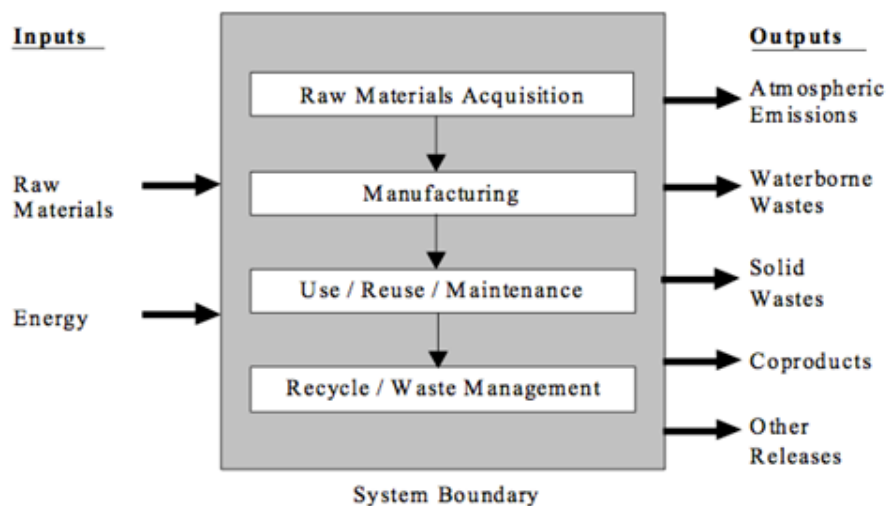 Inputs
Raw
Materials
Energy
Raw Materials Acquisition
Manufacturing
Use / Reuse / Maintenance
Recycle / Waste Management
System Boundary
Outputs
Atmospheric
Emissions
Waterborne
Wastes
Solid
Wastes
Coproducts
Other
Releases